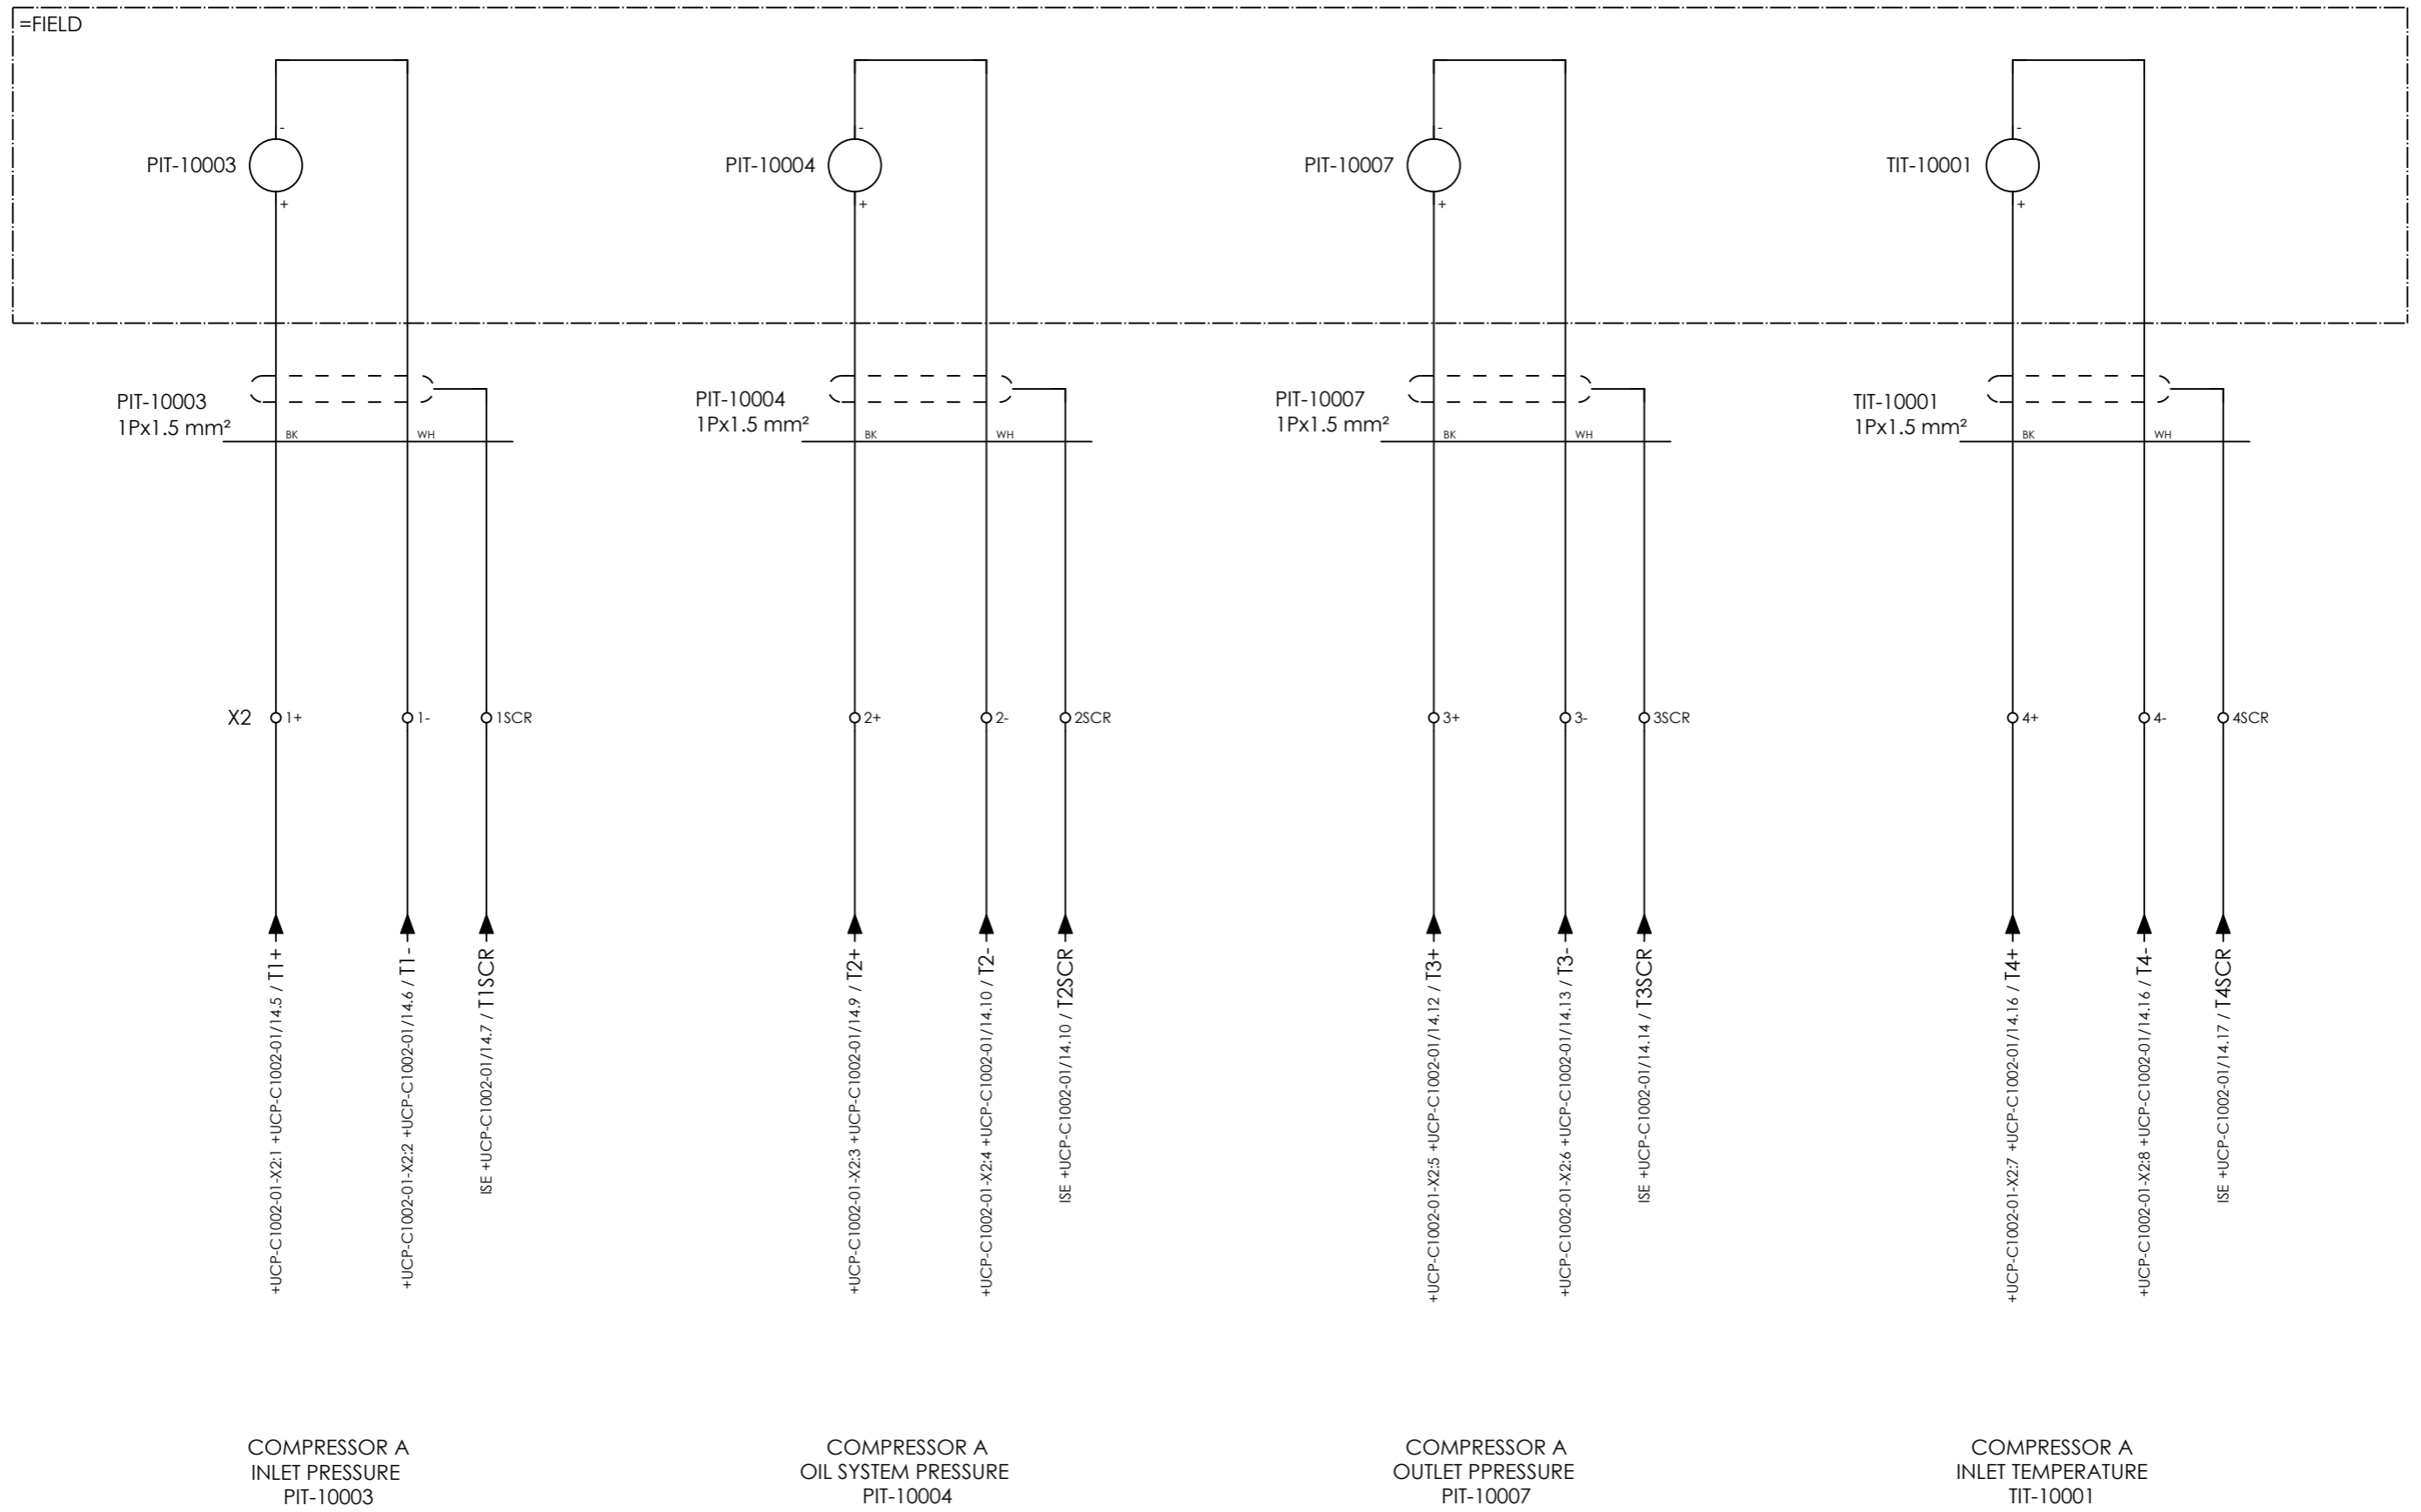 =FIELD
-
-
-
-
PIT-10003
PIT-10004
PIT-10007
TIT-10001
+
+
+
+
PIT-10003
1Px1.5 mm²
BK
WH
PIT-10004
1Px1.5 mm²
BK
WH
PIT-10007
1Px1.5 mm²
BK
WH
TIT-10001
1Px1.5 mm²
BK
WH
X2
1+
1-
1SCR
2+
2-
2SCR
3+
3-
3SCR
4+
4-
4SCR
+UCP-C1002-01-X2:1 +UCP-C1002-01/14.5 / T1+
+UCP-C1002-01-X2:2 +UCP-C1002-01/14.6 / T1-
ISE +UCP-C1002-01/14.7 / T1SCR
+UCP-C1002-01-X2:3 +UCP-C1002-01/14.9 / T2+
+UCP-C1002-01-X2:4 +UCP-C1002-01/14.10 / T2-
ISE +UCP-C1002-01/14.10 / T2SCR
+UCP-C1002-01-X2:5 +UCP-C1002-01/14.12 / T3+
+UCP-C1002-01-X2:6 +UCP-C1002-01/14.13 / T3-
ISE +UCP-C1002-01/14.14 / T3SCR
+UCP-C1002-01-X2:7 +UCP-C1002-01/14.16 / T4+
+UCP-C1002-01-X2:8 +UCP-C1002-01/14.16 / T4-
ISE +UCP-C1002-01/14.17 / T4SCR
COMPRESSOR A
INLET PRESSURE
PIT-10003
COMPRESSOR A
OIL SYSTEM PRESSURE
PIT-10004
COMPRESSOR A
OUTLET PPRESSURE
PIT-10007
COMPRESSOR A
INLET TEMPERATURE
TIT-10001